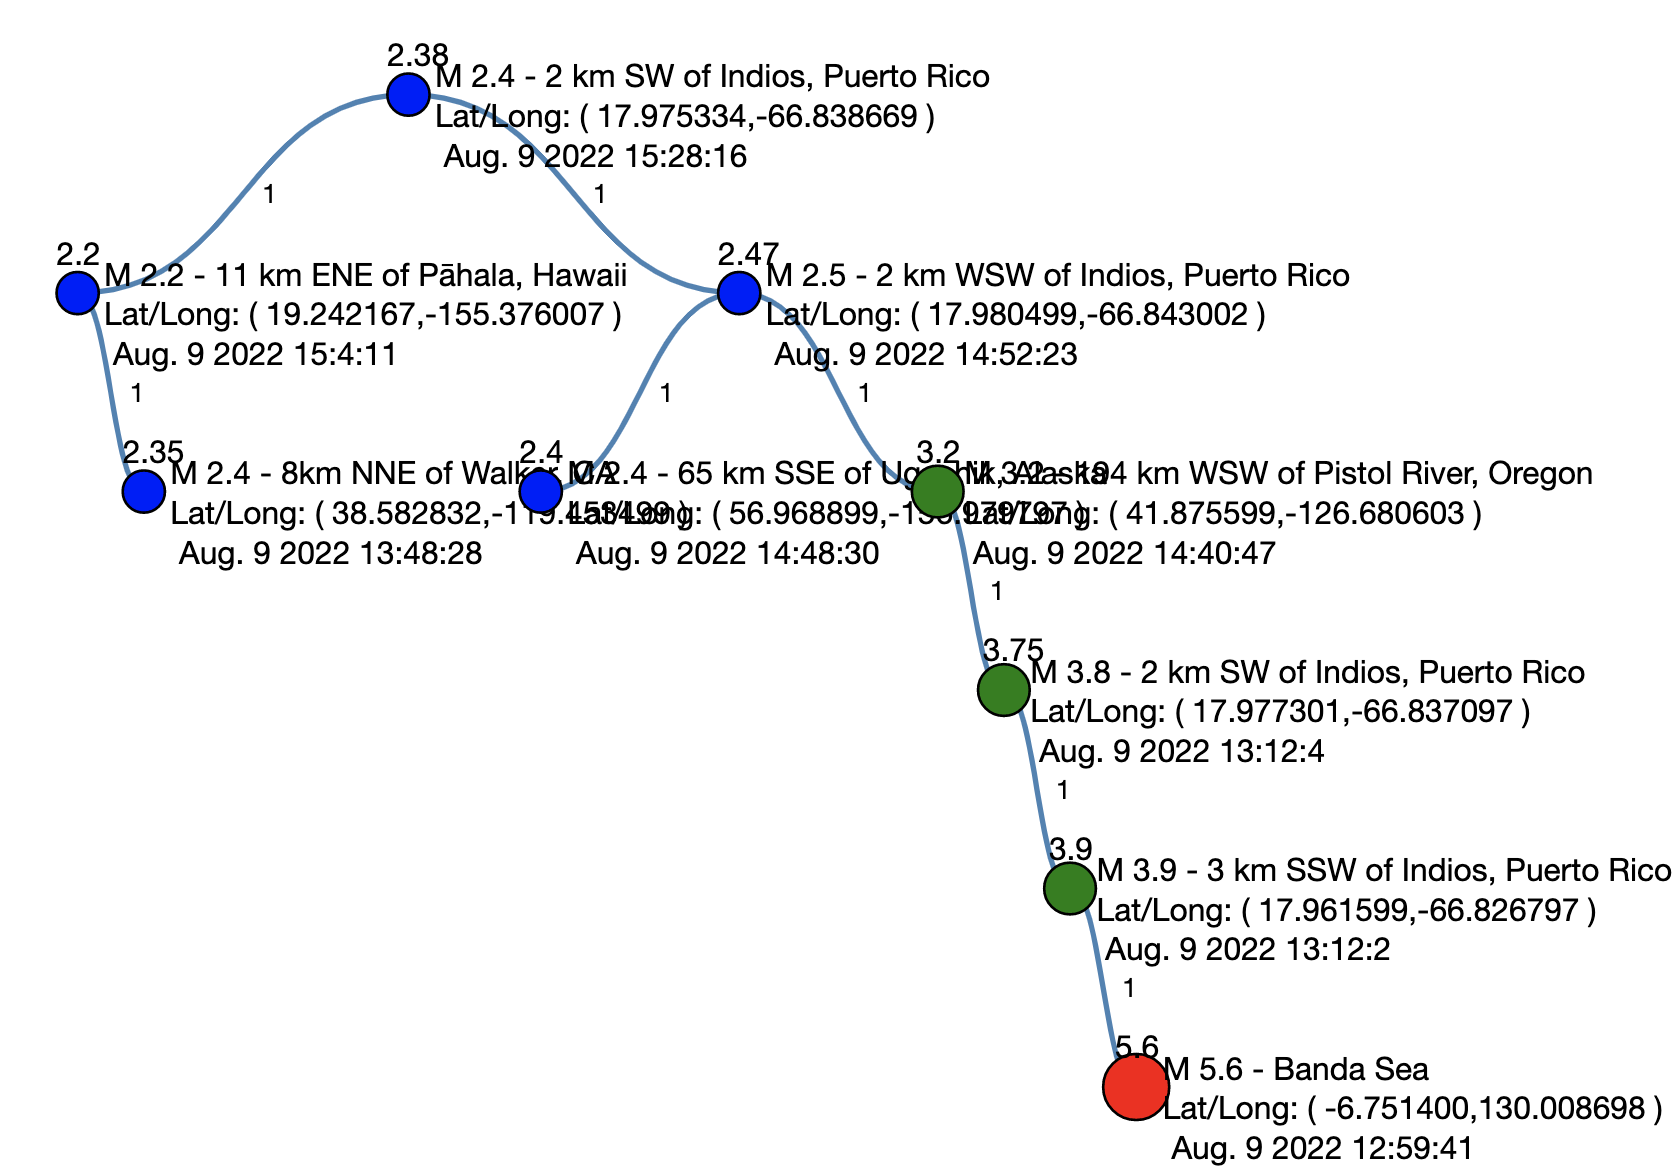 2.38
M 2.4 - 2 km SW of Indios, Puerto Rico
Lat/Long: ( 17.975334,-66.838669 )
Aug. 9 2022 15:28:16
1
1
2.2
M 2.2 - 11 km ENE of Pāhala, Hawaii
Lat/Long: ( 19.242167,-155.376007 )
Aug. 9 2022 15:4:11
2.47
M 2.5 - 2 km WSW of Indios, Puerto Rico
Lat/Long: ( 17.980499,-66.843002 )
Aug. 9 2022 14:52:23
1
1
1
2.35
M 2.4 - 8km NNE of Walker, CA
Lat/Long: ( 38.582832,
Aug. 9 2022 13:48:28
2.4
M 2.4 - 65 km SSE of Alaska
Lat/Long: ( 56.968899,
Aug. 9 2022 14:48:30
3.2
M 3.2 - 194 km WSW of Pistol River, Oregon
Lat/Long: ( 41.875599,-126.680603 )
Aug. 9 2022 14:40:47
1
3.75
M 3.8 - 2 km SW of Indios, Puerto Rico
Lat/Long: ( 17.977301,-66.837097 )
Aug. 9 2022 13:12:4
1
3.9
M 3.9 - 3 km SSW of Indios, Puerto Rico
Lat/Long: ( 17.961599,-66.826797 )
Aug. 9 2022 13:12:2
1
5.6
M 5.6 - Banda Sea
Lat/Long: ( -6.751400,130.008698 )
Aug. 9 2022 12:59:41